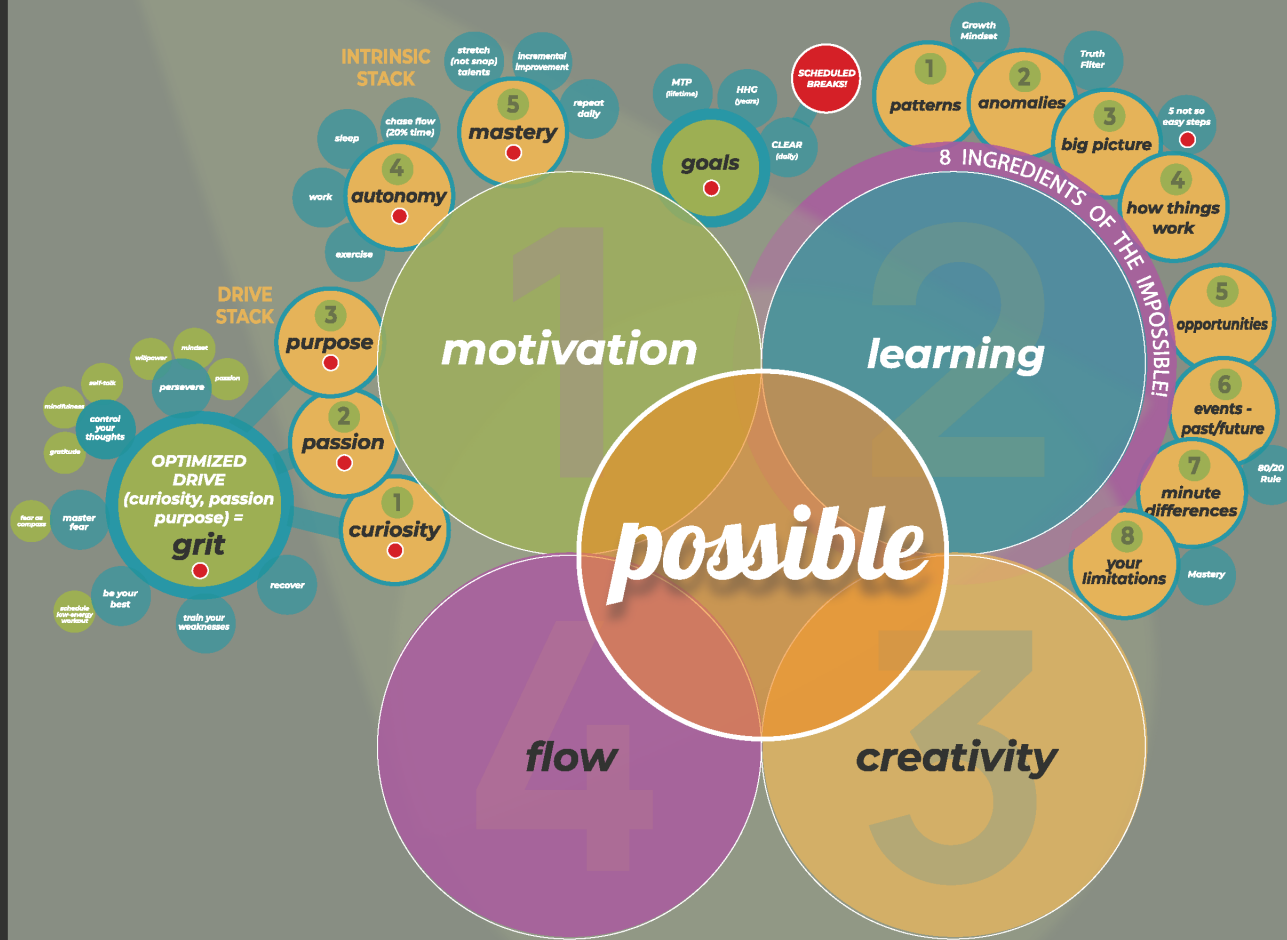 INTRINSIC
STACK
stretch
(not snap)
talents
incremental
improvement
repeat
daily
5
mastery
chase flow
(20% time)
sleep
work
exercise
4
autonomy
MTP
(lifetime)
HHG
(years)
CLEAR
(daily)
goals
SCHEDULED
BREAKS!
Growth
Mindset
Truth
Filter
5 not so
easy steps
1
patterns
2
anomalies
3
big picture
4
how things
work
8 INGREDIENTS OF THE IMPOSSIBLE!
5
opportunities
6
events -
past/future
80/20
Rule
7
minute
differences
8
your
limitations
Mastery
DRIVE
STACK
3
purpose
2
passion
1
curiosity
willpower
mindset
passion
persevere
self-talk
mindfulness
gratitude
control
your
thoughts
fear as
compass
master
fear
OPTIMIZED
DRIVE
(curiosity, passion
purpose) =
grit
schedule
low-energy
workout
be your
best
train your
weaknesses
recover
1
motivation
2
learning
possible
4
flow
3
creativity